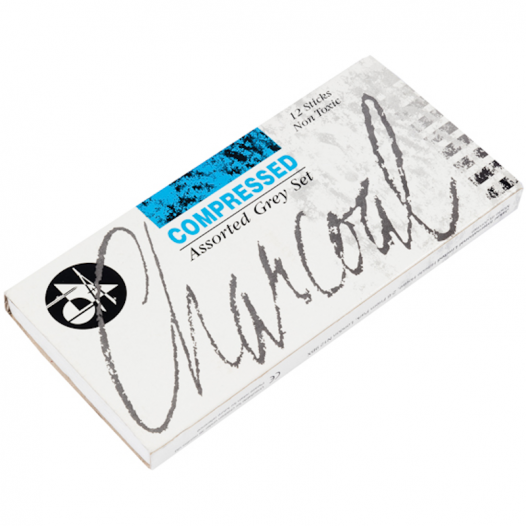 12 Sticks
Non Toxic
COMPRESSED
Assorted Grey Set
Charcoal